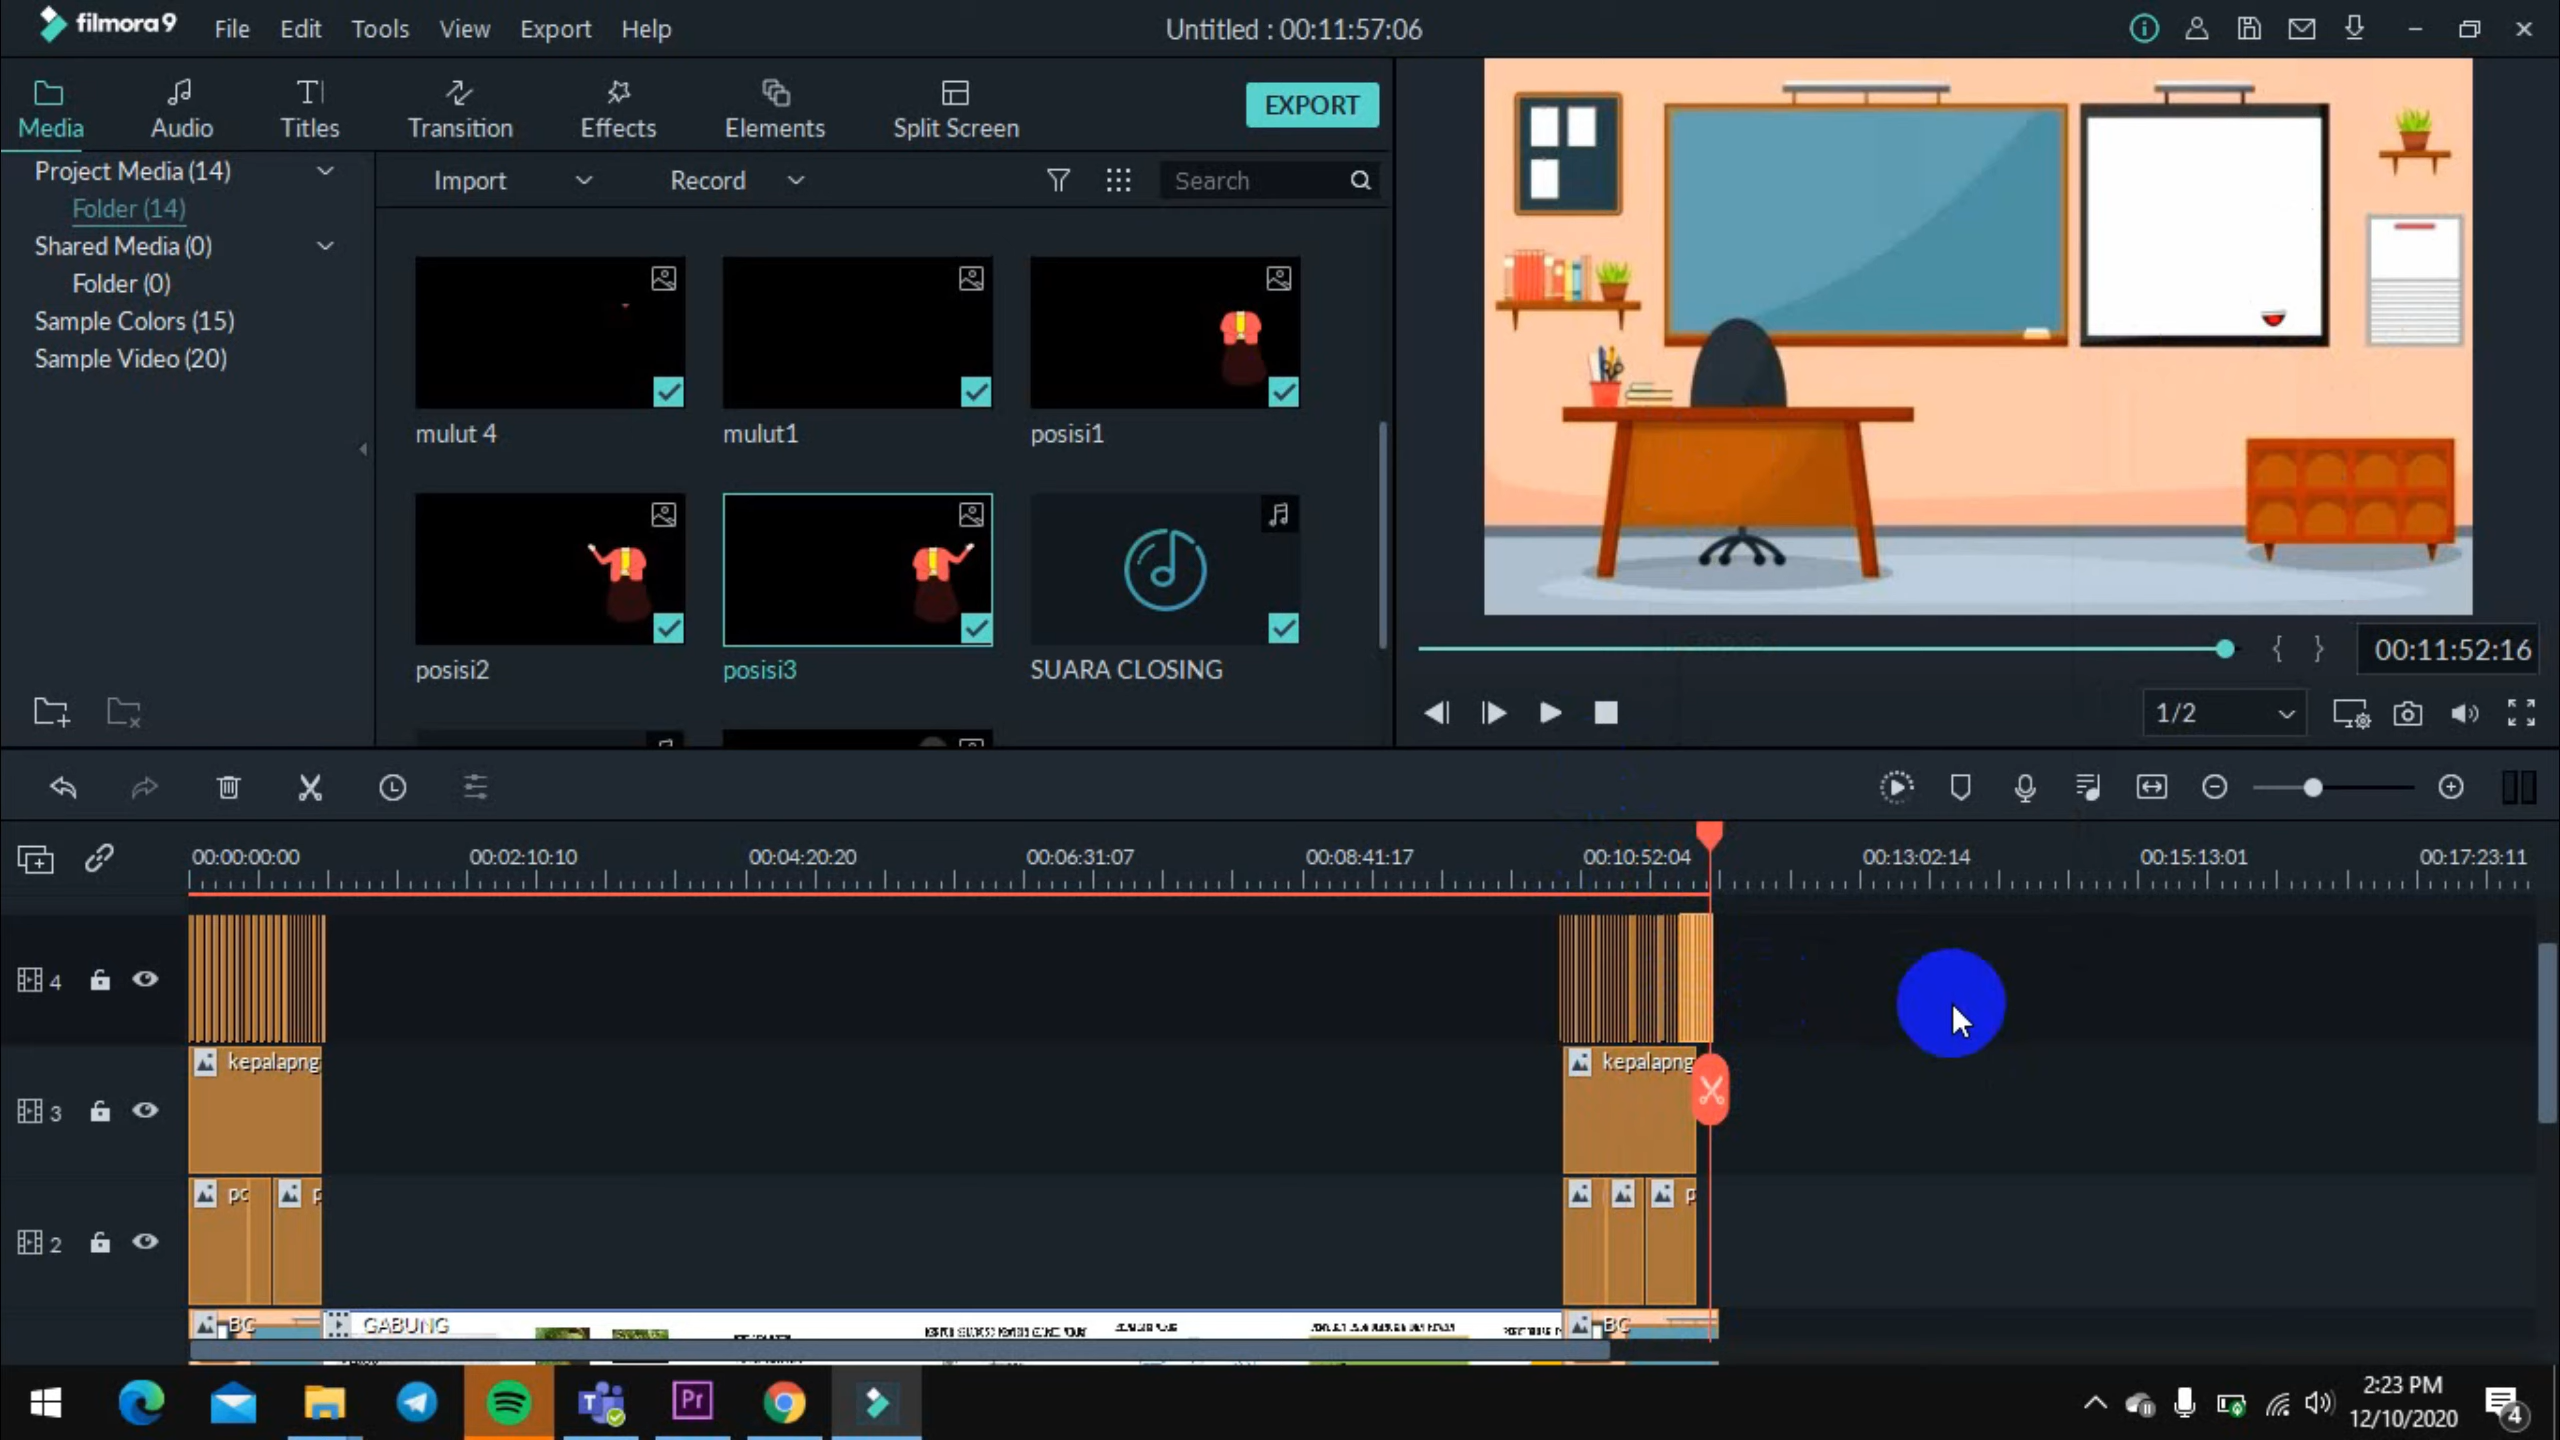 filmora9 File Edit Tools View Export Help
Untitled : 00:11:57:06
Media Audio Titles Transition Effects Elements Split Screen
EXPORT
Project Media (14)
Folder (14)
Shared Media (0)
Folder (0)
Sample Colors (15)
Sample Video (20)
Import Record Search
mulut 4 mulut1 posisi1
posisi2 posisi3 SUARA CLOSING
00:11:52:16
1/2
00:00:00:00 00:02:10:10 00:04:20:20 00:06:31:07 00:08:41:17 00:10:52:04 00:13:02:14 00:15:13:01 00:17:23:11
4
3 kepalapng kepalapng
2 pc p p
BC GABUNG BC
Pr
2:23 PM
12/10/2020
4